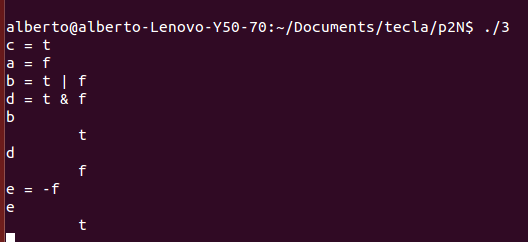 alberto@alberto-Lenovo-Y50-70:~/Documents/tecla/p2N$ ./3
c = t
a = f
b = t | f
d = t & f
b
        t
d
        f
e = -f
e
        t